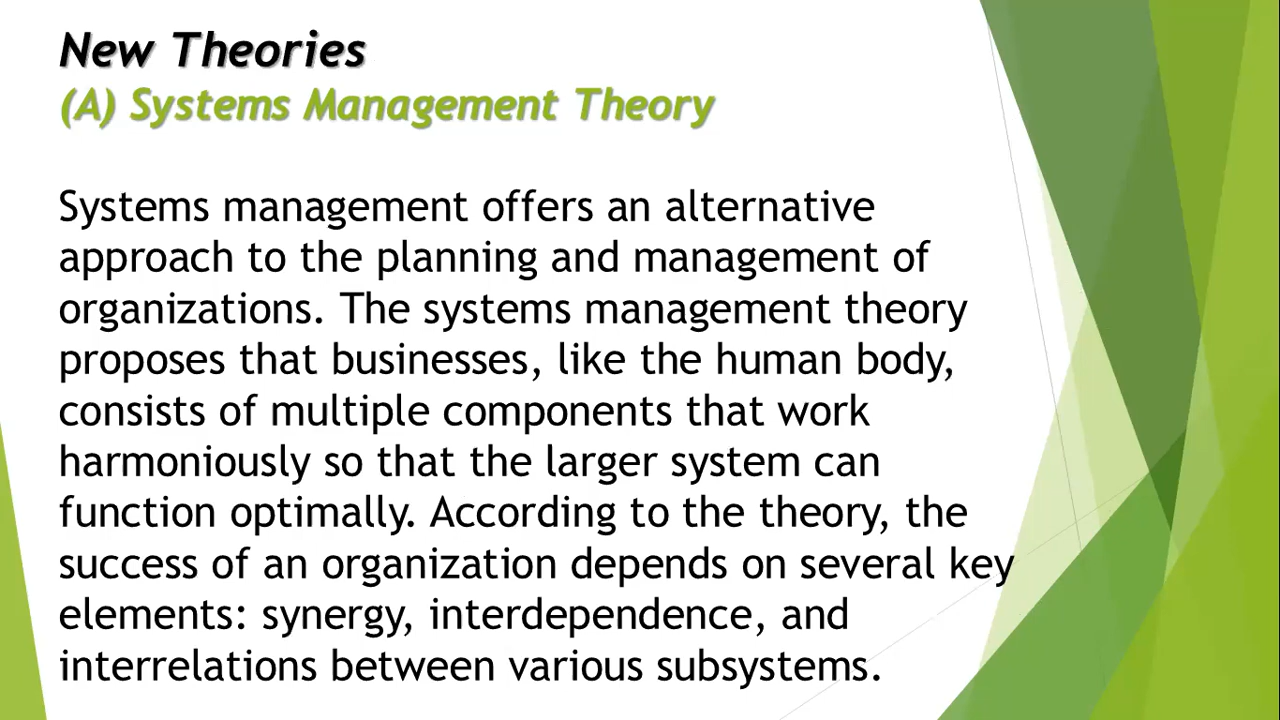 New Theories
(A) Systems Management Theory
Systems management offers an alternative
approach to the planning and management of
organizations. The systems management theory
proposes that businesses, like the human body,
consists of multiple components that work
harmoniously so that the larger system can
function optimally. According to the theory, the
success of an organization depends on several key
elements: synergy, interdependence, and
interrelations between various subsystems.